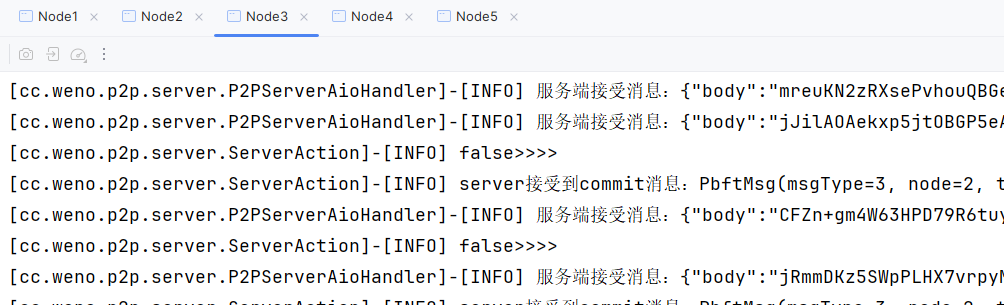 Node1 Node2 Node3 Node4 Node5
[cc.weno.p2p.server.P2PServerAioHandler]-[INFO] 服务端接受消息: {"body":"mreuKN2zRXsePvhouQBGe
[cc.weno.p2p.server.P2PServerAioHandler]-[INFO] 服务端接受消息: {"body":"jJilAOAekxp5jtOBGP5eA
[cc.weno.p2p.server.ServerAction]-[INFO] false>>>>
[cc.weno.p2p.server.ServerAction]-[INFO] server接受到commit消息: PbftMsg(msgType=3, node=2, t
[cc.weno.p2p.server.P2PServerAioHandler]-[INFO] 服务端接受消息: {"body":"CFZn+gm4W63HPD79R6tuy
[cc.weno.p2p.server.ServerAction]-[INFO] false>>>>
[cc.weno.p2p.server.P2PServerAioHandler]-[INFO] 服务端接受消息: {"body":"jRmmDKz5SWpPLHX7vrpyM